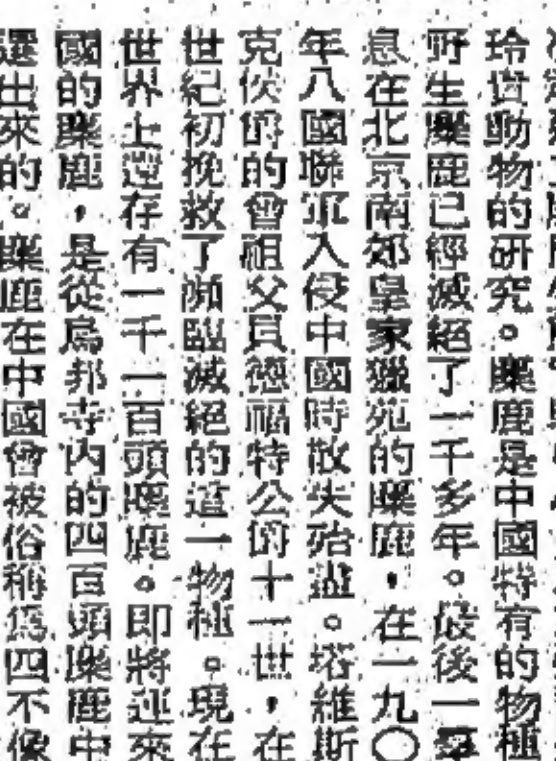 玲貴動物的研究。麋鹿是中國特有的物種
野生麋鹿已經滅絕了一千多年。最後一羣
息在北京南郊皇家獵苑的麋鹿，在一九〇
年八國聯軍入侵中國時散失殆盡。塔維斯
克侯爵的曾祖父貝德福特公爵十一世，在
世紀初挽救了瀕臨滅絕的這一物種。現在
世界上還存有一千一百頭麋鹿。即將運來
國的麋鹿，是從烏邦寺內的四百頭麋鹿中
選出來的。麋鹿在中國曾被俗稱爲四不像